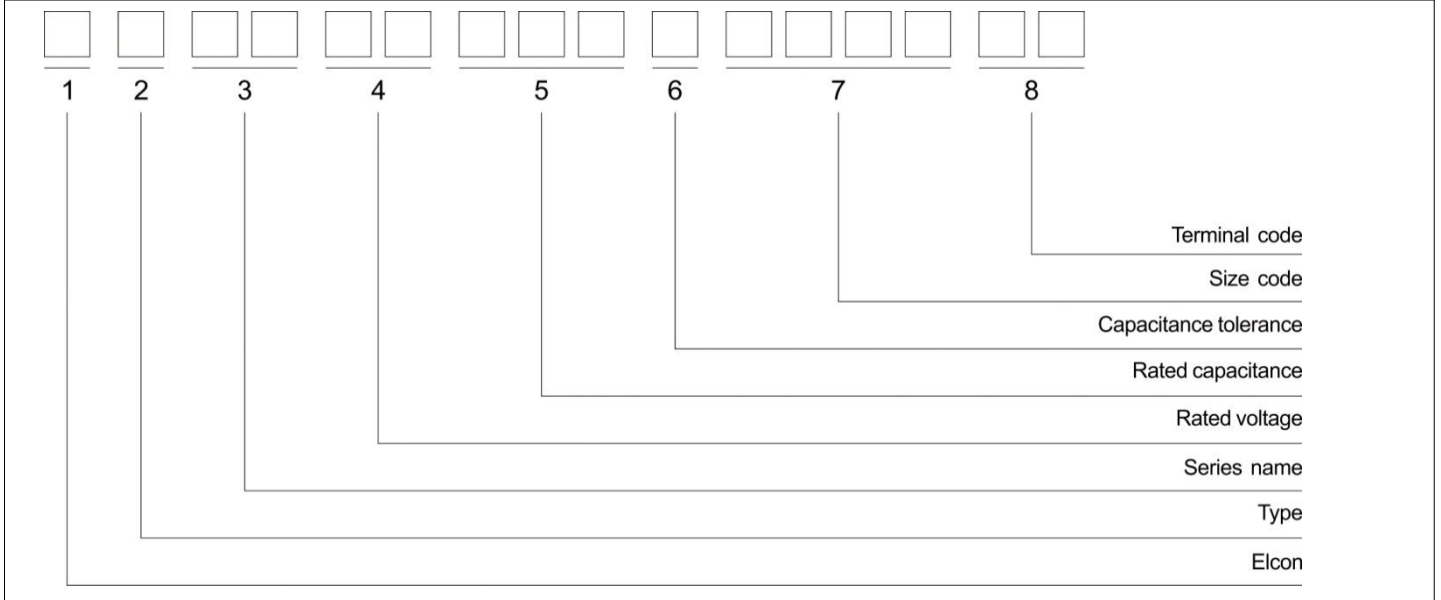 1 2 3 4 5 6 7 8
Terminal code
Size code
Capacitance tolerance
Rated capacitance
Rated voltage
Series name
Type
Elcon